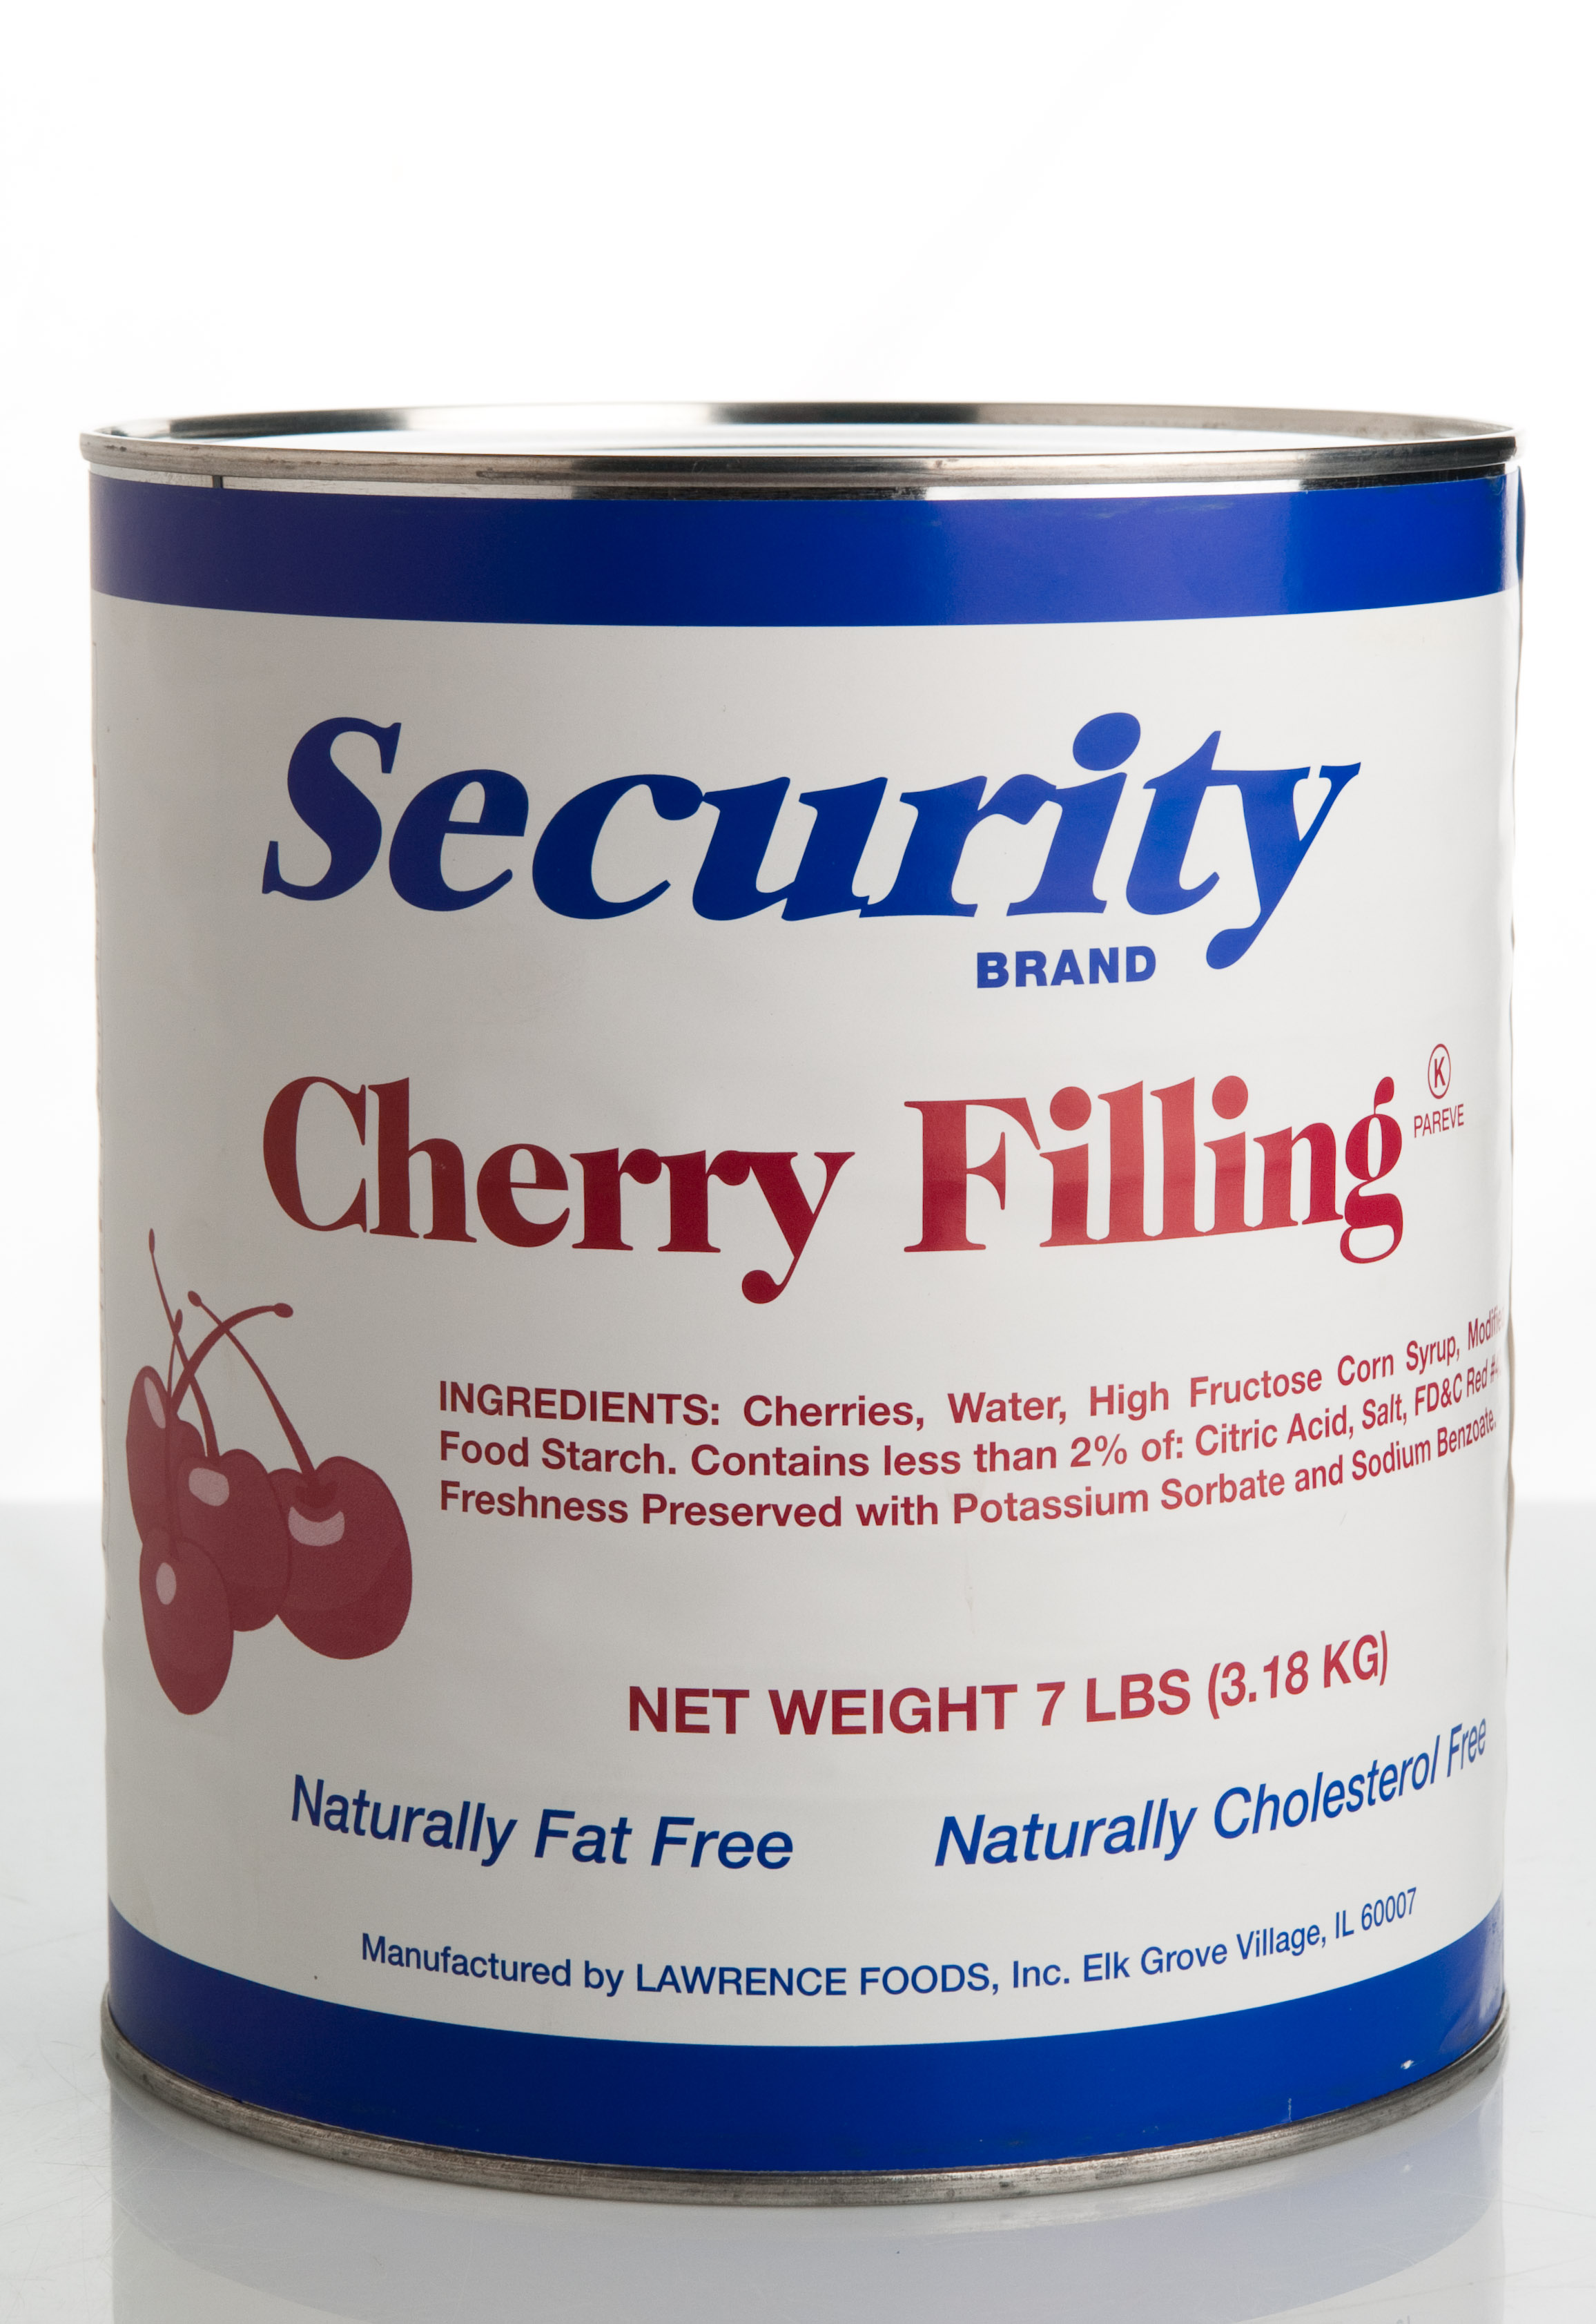 Security
BRAND
Cherry Filling
K
PAREVE
INGREDIENTS: Cherries, Water, High Fructose Corn Syrup,
Food Starch. Contains less than 2% of: Citric Acid, Salt, FD&C Red
Freshness Preserved with Potassium Sorbate and Sodium Benzoate.
NET WEIGHT 7 LBS (3.18 KG)
Naturally Fat Free
Naturally Cholesterol Free
Manufactured by LAWRENCE FOODS, Inc. Elk Grove Village, IL 60007